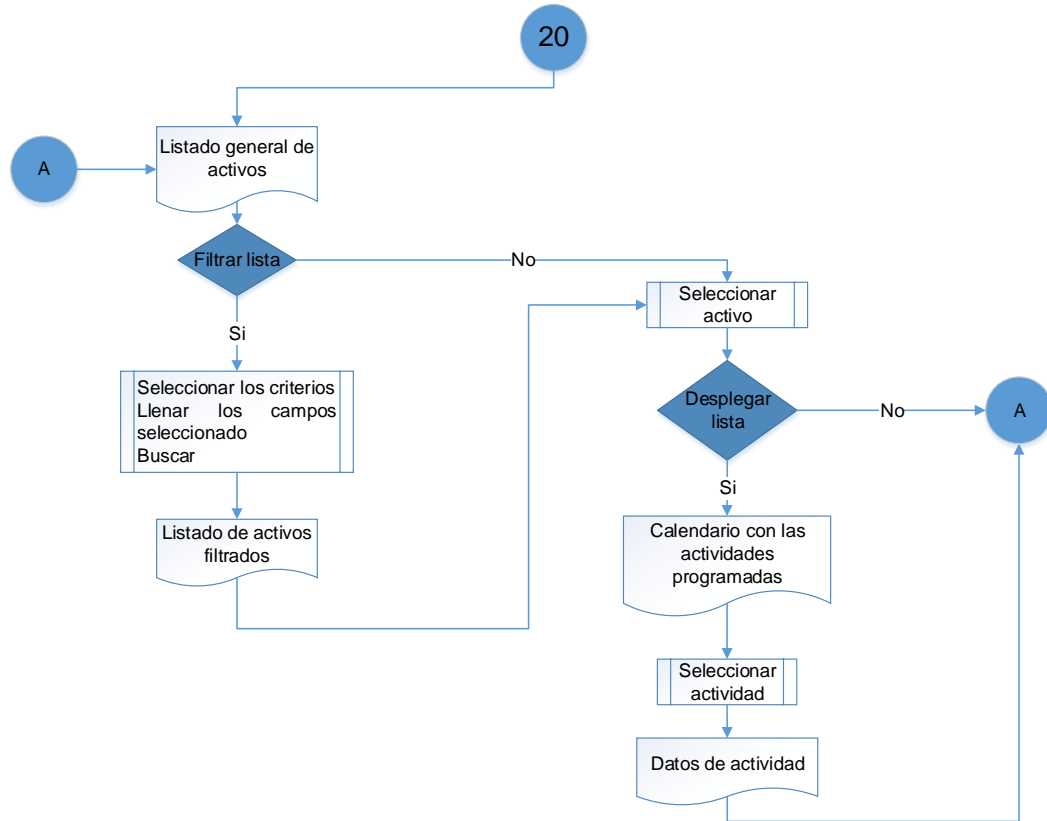 20
Listado general de
activos
A
Filtrar lista
No
Seleccionar
activo
Si
Seleccionar los criterios
Llenar los campos
seleccionado
Buscar
Desplegar
lista
No
A
Si
Listado de activos
filtrados
Calendario con las
actividades
programadas
Seleccionar
actividad
Datos de actividad